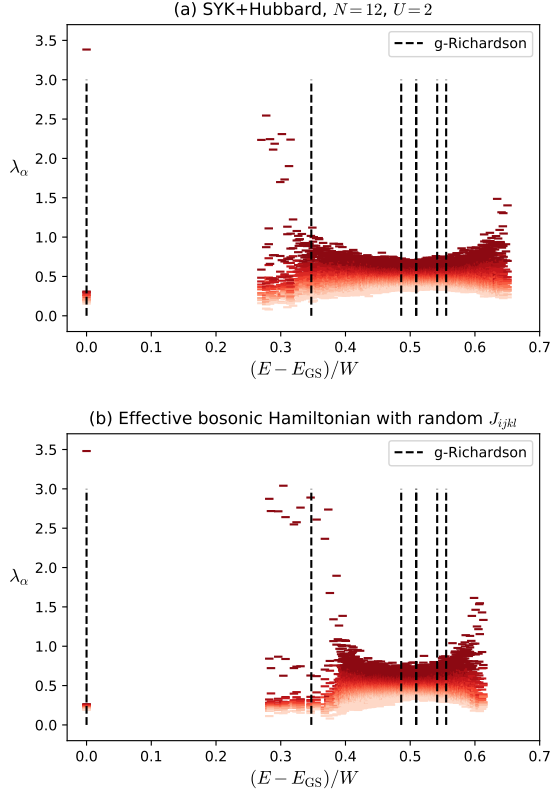 (a) SYK+Hubbard, N=12, U=2
3.5
3.0
2.5
2.0
1.5
1.0
0.5
0.0
λα
g-Richardson
0.0 0.1 0.2 0.3 0.4 0.5 0.6 0.7
(E−E_GS)/W
(b) Effective bosonic Hamiltonian with random J_ijkl
3.5
3.0
2.5
2.0
1.5
1.0
0.5
0.0
λα
g-Richardson
0.0 0.1 0.2 0.3 0.4 0.5 0.6 0.7
(E−E_GS)/W